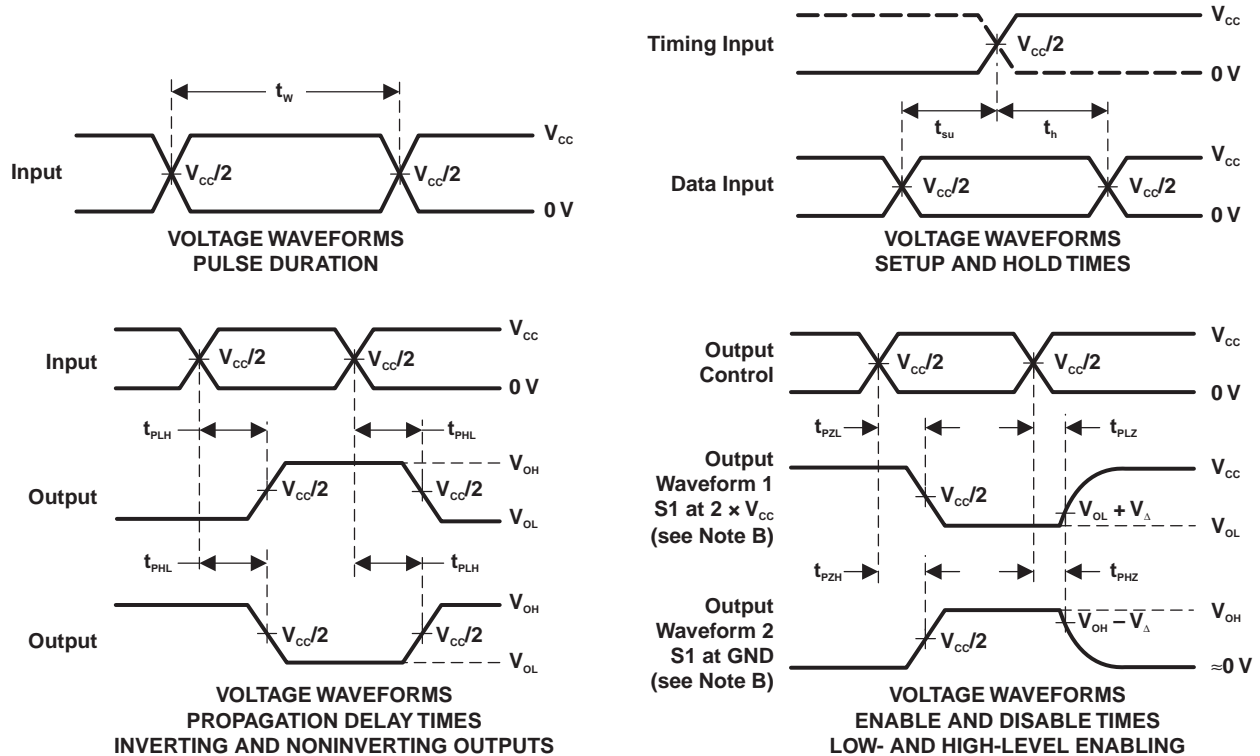 t_W
V_CC
Input
V_CC/2
V_CC/2
0 V
VOLTAGE WAVEFORMS
PULSE DURATION
V_CC
Timing Input
V_CC/2
0 V
t_su
t_h
V_CC
Data Input
V_CC/2
V_CC/2
0 V
VOLTAGE WAVEFORMS
SETUP AND HOLD TIMES
V_CC
Input
V_CC/2
V_CC/2
0 V
t_PLH
t_PHL
V_OH
Output
V_CC/2
V_CC/2
V_OL
t_PHL
t_PLH
V_OH
Output
V_CC/2
V_CC/2
V_OL
VOLTAGE WAVEFORMS
PROPAGATION DELAY TIMES
INVERTING AND NONINVERTING OUTPUTS
V_CC
Output
Control
V_CC/2
V_CC/2
0 V
t_PZL
t_PLZ
Output
Waveform 1
S1 at 2 × V_CC
(see Note B)
V_CC
V_CC/2
V_OL + V_Δ
V_OL
t_PZH
t_PHZ
Output
Waveform 2
S1 at GND
(see Note B)
V_OH
V_CC/2
V_OH − V_Δ
≈0 V
VOLTAGE WAVEFORMS
ENABLE AND DISABLE TIMES
LOW- AND HIGH-LEVEL ENABLING